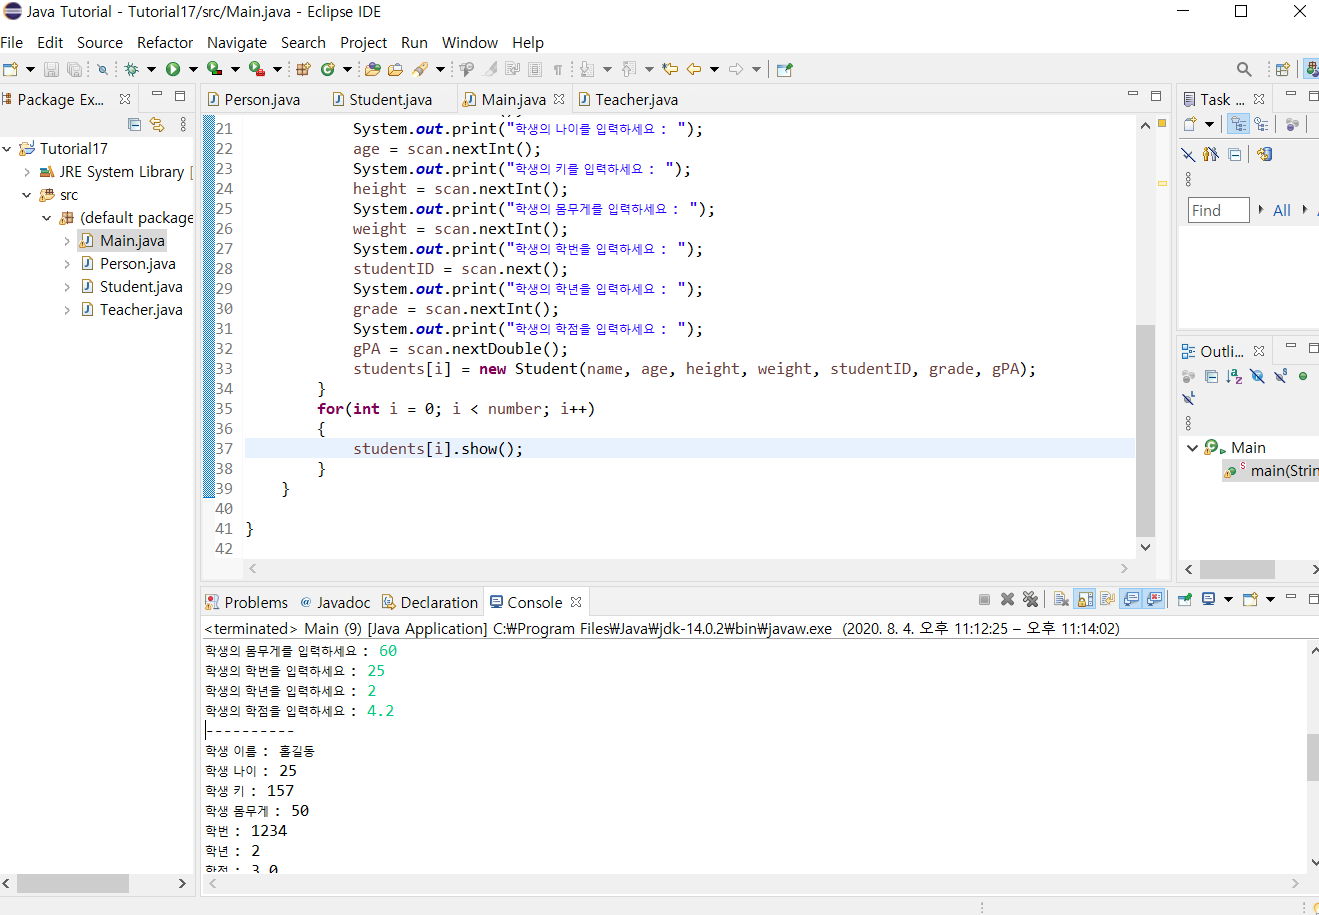 Java Tutorial - Tutorial17/src/Main.java - Eclipse IDE
File Edit Source Refactor Navigate Search Project Run Window Help
Package Ex...
Person.java Student.java Main.java Teacher.java
Task ...
Tutorial17
JRE System Library [
src
(default package
Main.java
Person.java
Student.java
Teacher.java
21 System.out.print("학생의 나이를 입력하세요 : ");
22 age = scan.nextInt();
23 System.out.print("학생의 키를 입력하세요 : ");
24 height = scan.nextInt();
25 System.out.print("학생의 몸무게를 입력하세요 : ");
26 weight = scan.nextInt();
27 System.out.print("학생의 학번을 입력하세요 : ");
28 studentID = scan.next();
29 System.out.print("학생의 학년을 입력하세요 : ");
30 grade = scan.nextInt();
31 System.out.print("학생의 학점을 입력하세요 : ");
32 gPA = scan.nextDouble();
33 students[i] = new Student(name, age, height, weight, studentID, grade, gPA);
34 }
35 for(int i = 0; i < number; i++)
36 {
37 students[i].show();
38 }
39 }
40
41 }
42
Find All
Outli...
Main
main(Strin
Problems @ Javadoc Declaration Console
<terminated> Main (9) [Java Application] C:₩Program Files₩Java₩jdk-14.0.2₩bin₩javaw.exe (2020. 8. 4. 오후 11:12:25 – 오후 11:14:02)
학생의 몸무게를 입력하세요 : 60
학생의 학번을 입력하세요 : 25
학생의 학년을 입력하세요 : 2
학생의 학점을 입력하세요 : 4.2
----------
학생 이름 : 홀길동
학생 나이 : 25
학생 키 : 157
학생 몸무게 : 50
학번 : 1234
학년 : 2
학점 : 3.0